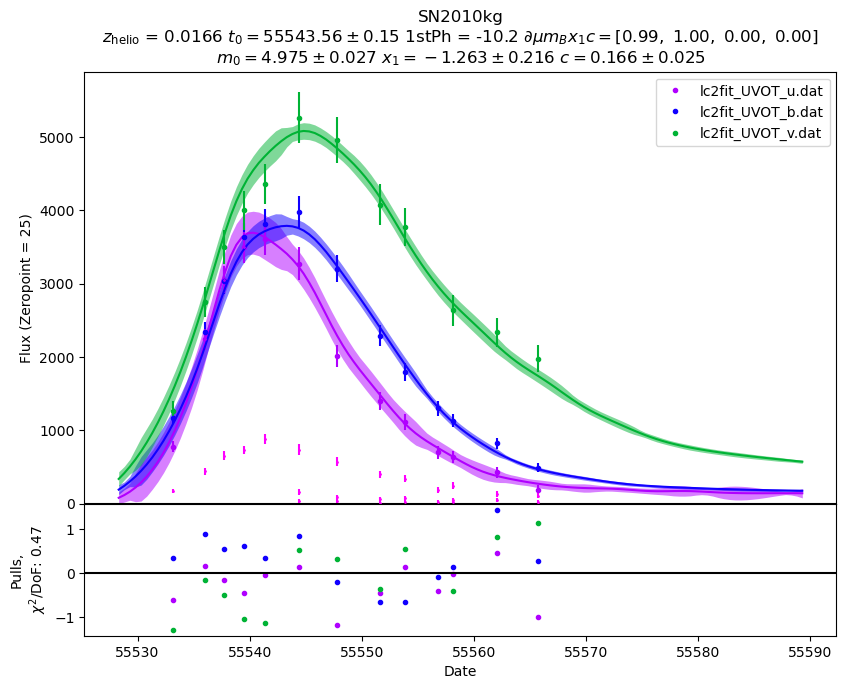 SN2010kg
z_helio = 0.0166 t_0 = 55543.56 ± 0.15 1stPh = -10.2 ∂μm_Bx_1c = [0.99, 1.00, 0.00, 0.00]
m_0 = 4.975 ± 0.027 x_1 = −1.263 ± 0.216 c = 0.166 ± 0.025
lc2fit_UVOT_u.dat
lc2fit_UVOT_b.dat
lc2fit_UVOT_v.dat
Flux (Zeropoint = 25)
5000
4000
3000
2000
1000
0
Pulls,
χ²/DoF: 0.47
1
0
−1
55530 55540 55550 55560 55570 55580 55590
Date